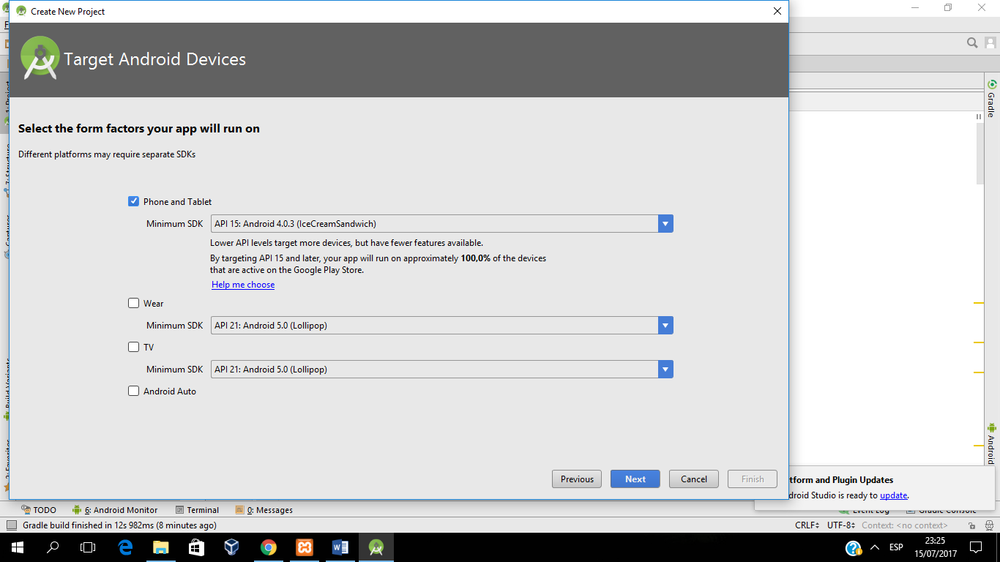 Create New Project
Target Android Devices
Select the form factors your app will run on
Different platforms may require separate SDKs
Phone and Tablet
Minimum SDK
API 15: Android 4.0.3 (IceCreamSandwich)
Lower API levels target more devices, but have fewer features available.
By targeting API 15 and later, your app will run on approximately 100,0% of the devices
that are active on the Google Play Store.
Help me choose
Wear
Minimum SDK
API 21: Android 5.0 (Lollipop)
TV
Minimum SDK
API 21: Android 5.0 (Lollipop)
Android Auto
Previous
Next
Cancel
Finish
Gradle
Android
tform and Plugin Updates
droid Studio is ready to update.
TODO
6: Android Monitor
Terminal
0: Messages
Event Log
Gradle Console
Gradle build finished in 12s 982ms (8 minutes ago)
CRLF
UTF-8
Context: <no context>
ESP
23:25
15/07/2017